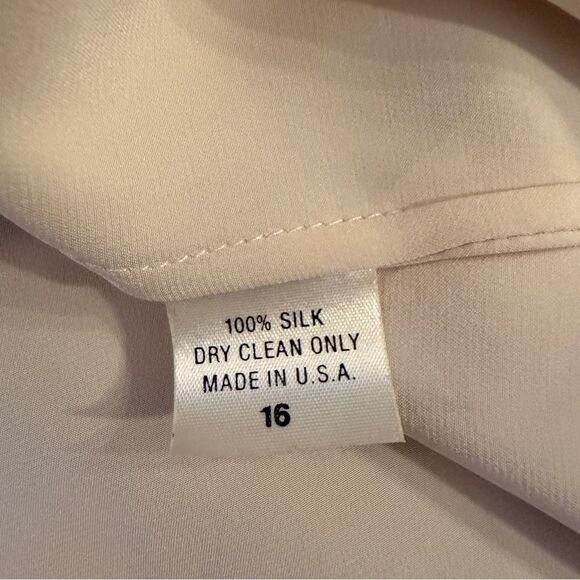 100% SILK
DRY CLEAN ONLY
MADE IN U.S.A.
16